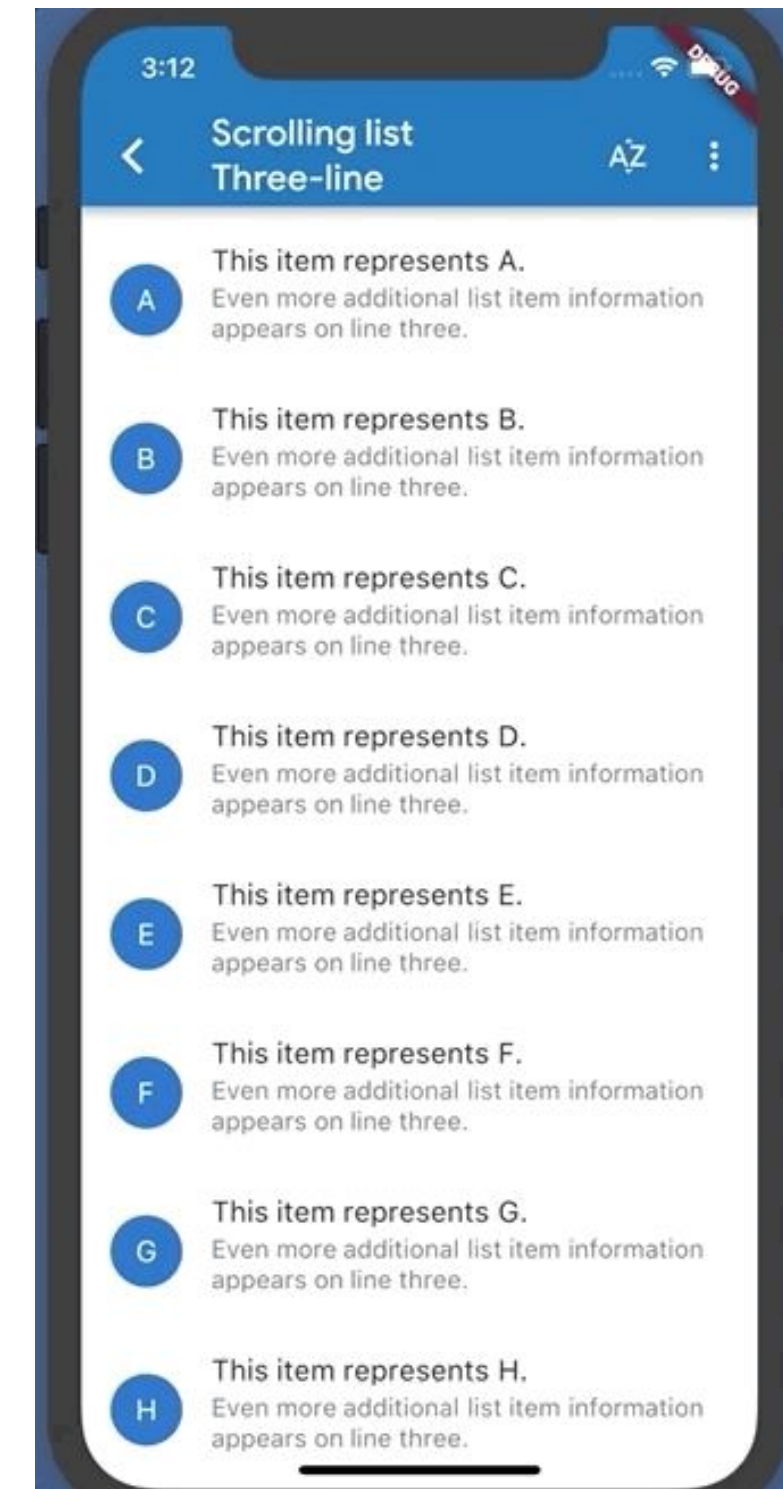 3:12
DEBUG
Scrolling list
Three-line
AZ
A
This item represents A.
Even more additional list item information
appears on line three.
B
This item represents B.
Even more additional list item information
appears on line three.
C
This item represents C.
Even more additional list item information
appears on line three.
D
This item represents D.
Even more additional list item information
appears on line three.
E
This item represents E.
Even more additional list item information
appears on line three.
F
This item represents F.
Even more additional list item information
appears on line three.
G
This item represents G.
Even more additional list item information
appears on line three.
H
This item represents H.
Even more additional list item information
appears on line three.